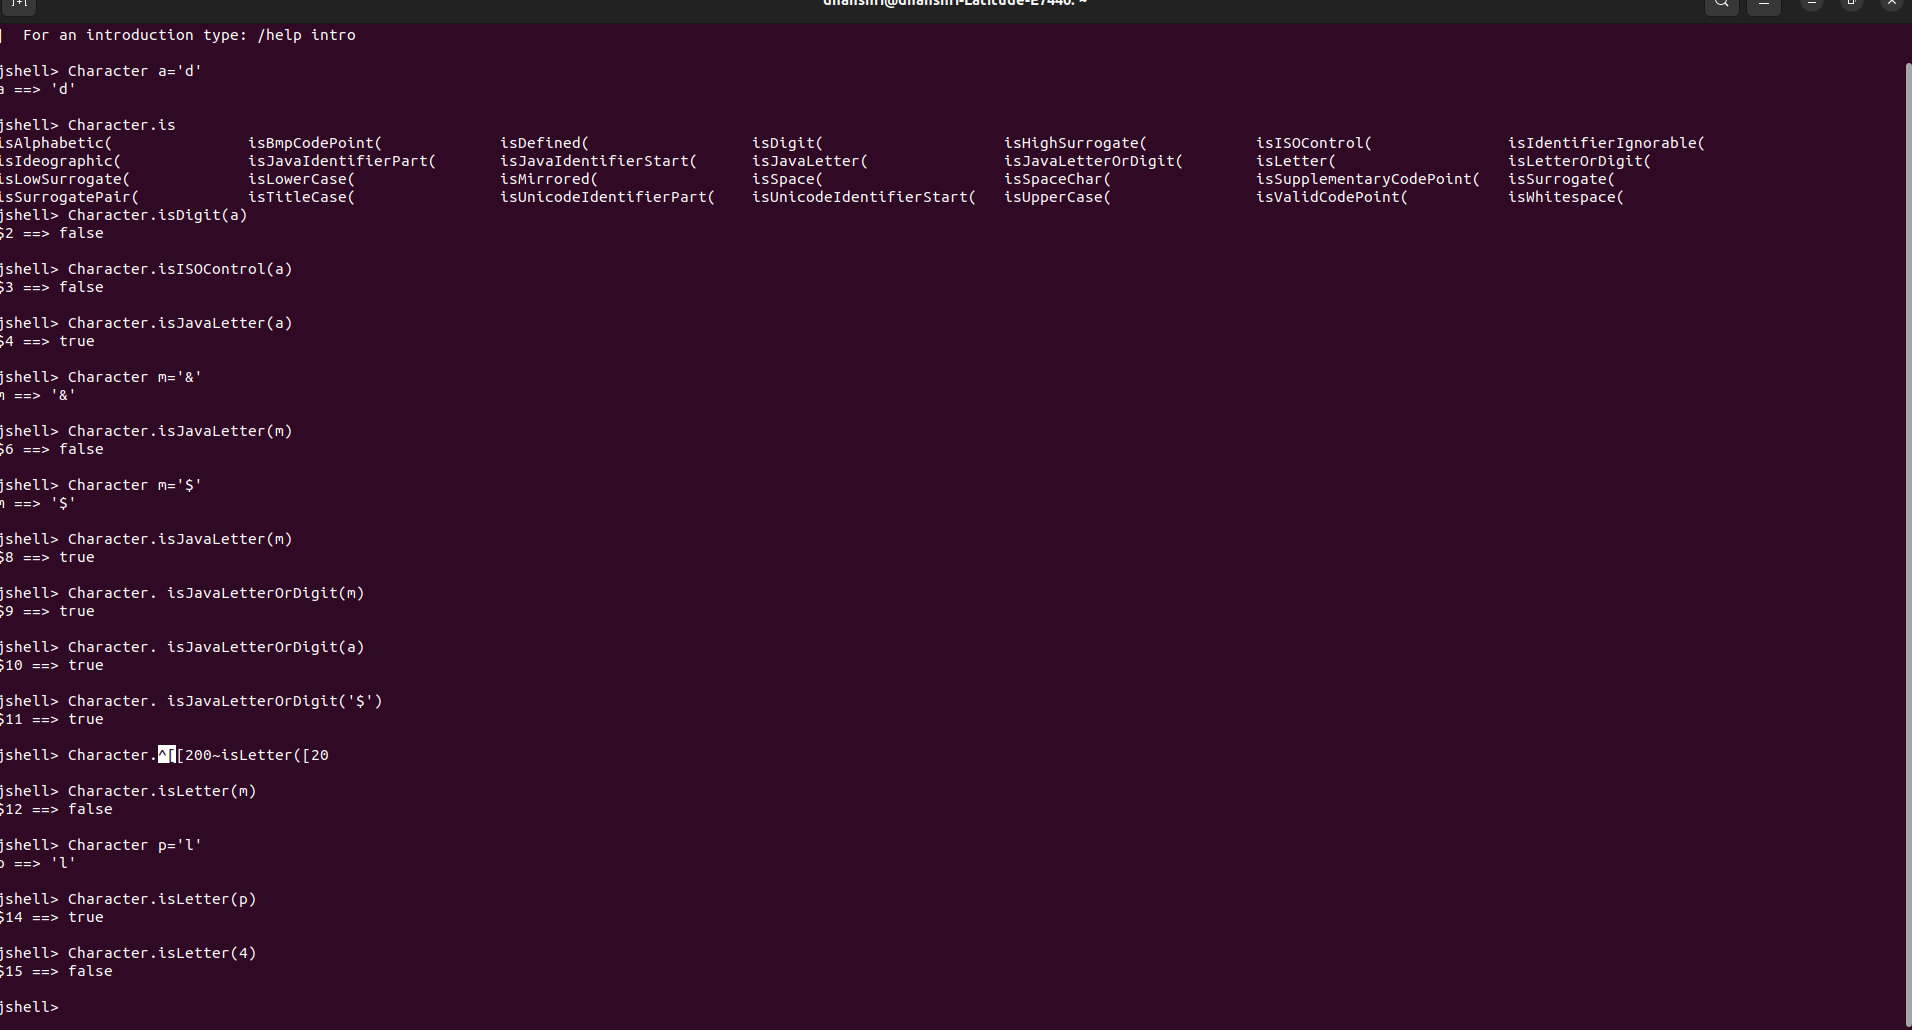 dhanshri@dhanshri-Latitude-E7440: ~
| For an introduction type: /help intro
jshell> Character a='d'
a ==> 'd'
jshell> Character.is
isAlphabetic( isBmpCodePoint( isDefined( isDigit( isHighSurrogate( isISOControl( isIdentifierIgnorable(
isIdeographic( isJavaIdentifierPart( isJavaIdentifierStart( isJavaLetter( isJavaLetterOrDigit( isLetter( isLetterOrDigit(
isLowSurrogate( isLowerCase( isMirrored( isSpace( isSpaceChar( isSupplementaryCodePoint( isSurrogate(
isSurrogatePair( isTitleCase( isUnicodeIdentifierPart( isUnicodeIdentifierStart( isUpperCase( isValidCodePoint( isWhitespace(
jshell> Character.isDigit(a)
$2 ==> false
jshell> Character.isISOControl(a)
$3 ==> false
jshell> Character.isJavaLetter(a)
$4 ==> true
jshell> Character m='&'
m ==> '&'
jshell> Character.isJavaLetter(m)
$6 ==> false
jshell> Character m='$'
m ==> '$'
jshell> Character.isJavaLetter(m)
$8 ==> true
jshell> Character. isJavaLetterOrDigit(m)
$9 ==> true
jshell> Character. isJavaLetterOrDigit(a)
$10 ==> true
jshell> Character. isJavaLetterOrDigit('$')
$11 ==> true
jshell> Character.^[[200~isLetter([20
jshell> Character.isLetter(m)
$12 ==> false
jshell> Character p='l'
p ==> 'l'
jshell> Character.isLetter(p)
$14 ==> true
jshell> Character.isLetter(4)
$15 ==> false
jshell>